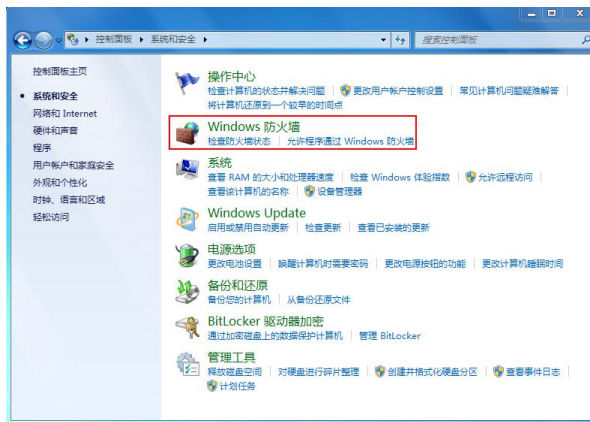 控制面板 系统和安全
搜索控制面板
控制面板主页
系统和安全
网络和 Internet
硬件和声音
程序
用户帐户和家庭安全
外观和个性化
时钟、语言和区域
轻松访问
操作中心
检查计算机的状态并解决问题 更改用户帐户控制设置 常见计算机问题疑难解答
将计算机还原到一个较早的时间点
Windows 防火墙
检查防火墙状态 允许程序通过 Windows 防火墙
系统
查看 RAM 的大小和处理器速度 检查 Windows 体验指数 允许远程访问
查看该计算机的名称 设备管理器
Windows Update
启用或禁用自动更新 检查更新 查看已安装的更新
电源选项
更改电池设置 唤醒计算机时需要密码 更改电源按钮的功能 更改计算机睡眠时间
备份和还原
备份您的计算机 从备份还原文件
BitLocker 驱动器加密
通过加密磁盘上的数据保护计算机 管理 BitLocker
管理工具
释放磁盘空间 对硬盘进行碎片整理 创建并格式化硬盘分区 查看事件日志
计划任务